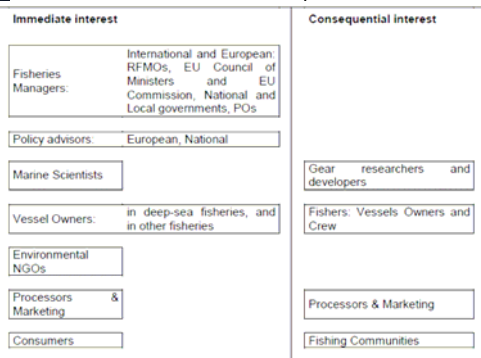 Immediate interest
Consequential interest
Fisheries
Managers:
International and European:
RFMOs, EU Council of
Ministers and EU
Commission, National and
Local governments, POs
Policy advisors:
European, National
Marine Scientists
Gear researchers and
developers
Vessel Owners:
in deep-sea fisheries, and
in other fisheries
Fishers: Vessels Owners and
Crew
Environmental
NGOs
Processors &
Marketing
Processors & Marketing
Consumers
Fishing Communities